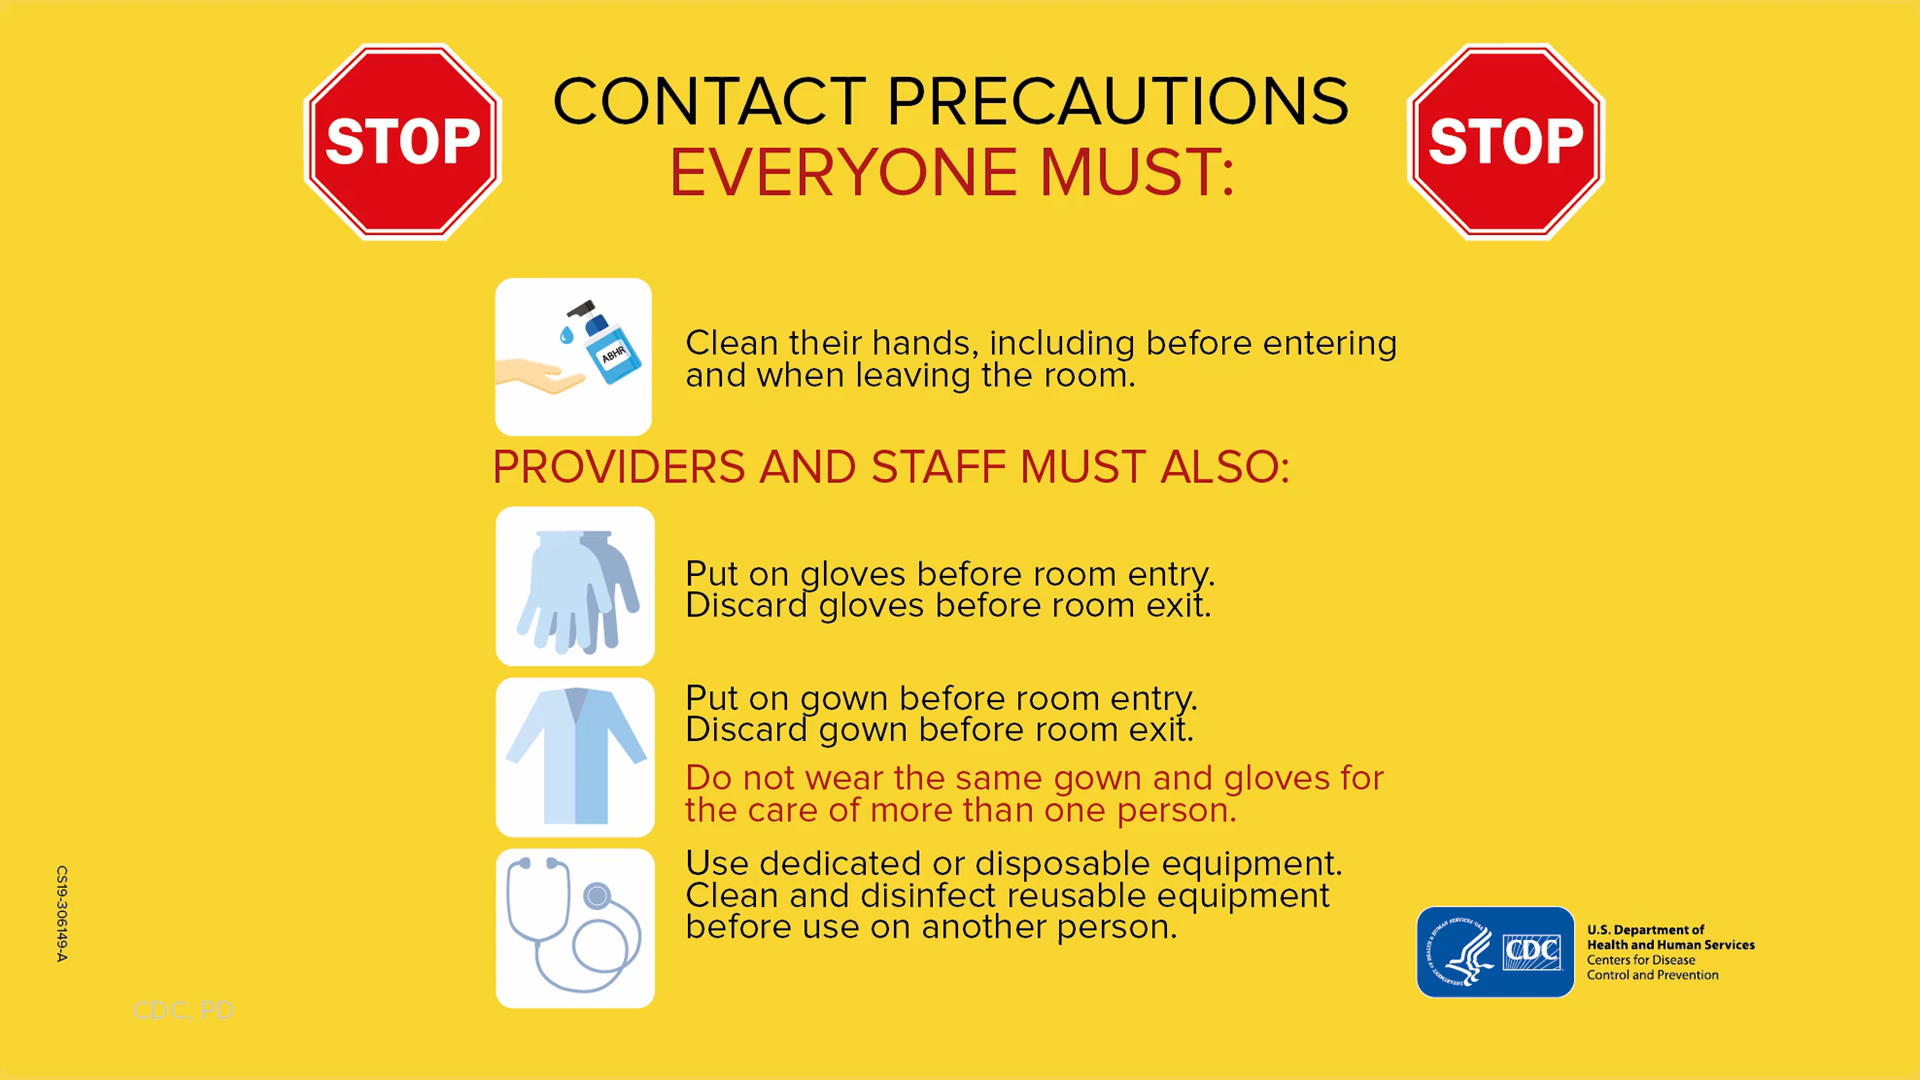 STOP
CONTACT PRECAUTIONS
EVERYONE MUST:
STOP
ABHR
Clean their hands, including before entering
and when leaving the room.
PROVIDERS AND STAFF MUST ALSO:
Put on gloves before room entry.
Discard gloves before room exit.
Put on gown before room entry.
Discard gown before room exit.
Do not wear the same gown and gloves for
the care of more than one person.
Use dedicated or disposable equipment.
Clean and disinfect reusable equipment
before use on another person.
CS19-306149-A
CDC, PD
CDC
U.S. Department of
Health and Human Services
Centers for Disease
Control and Prevention